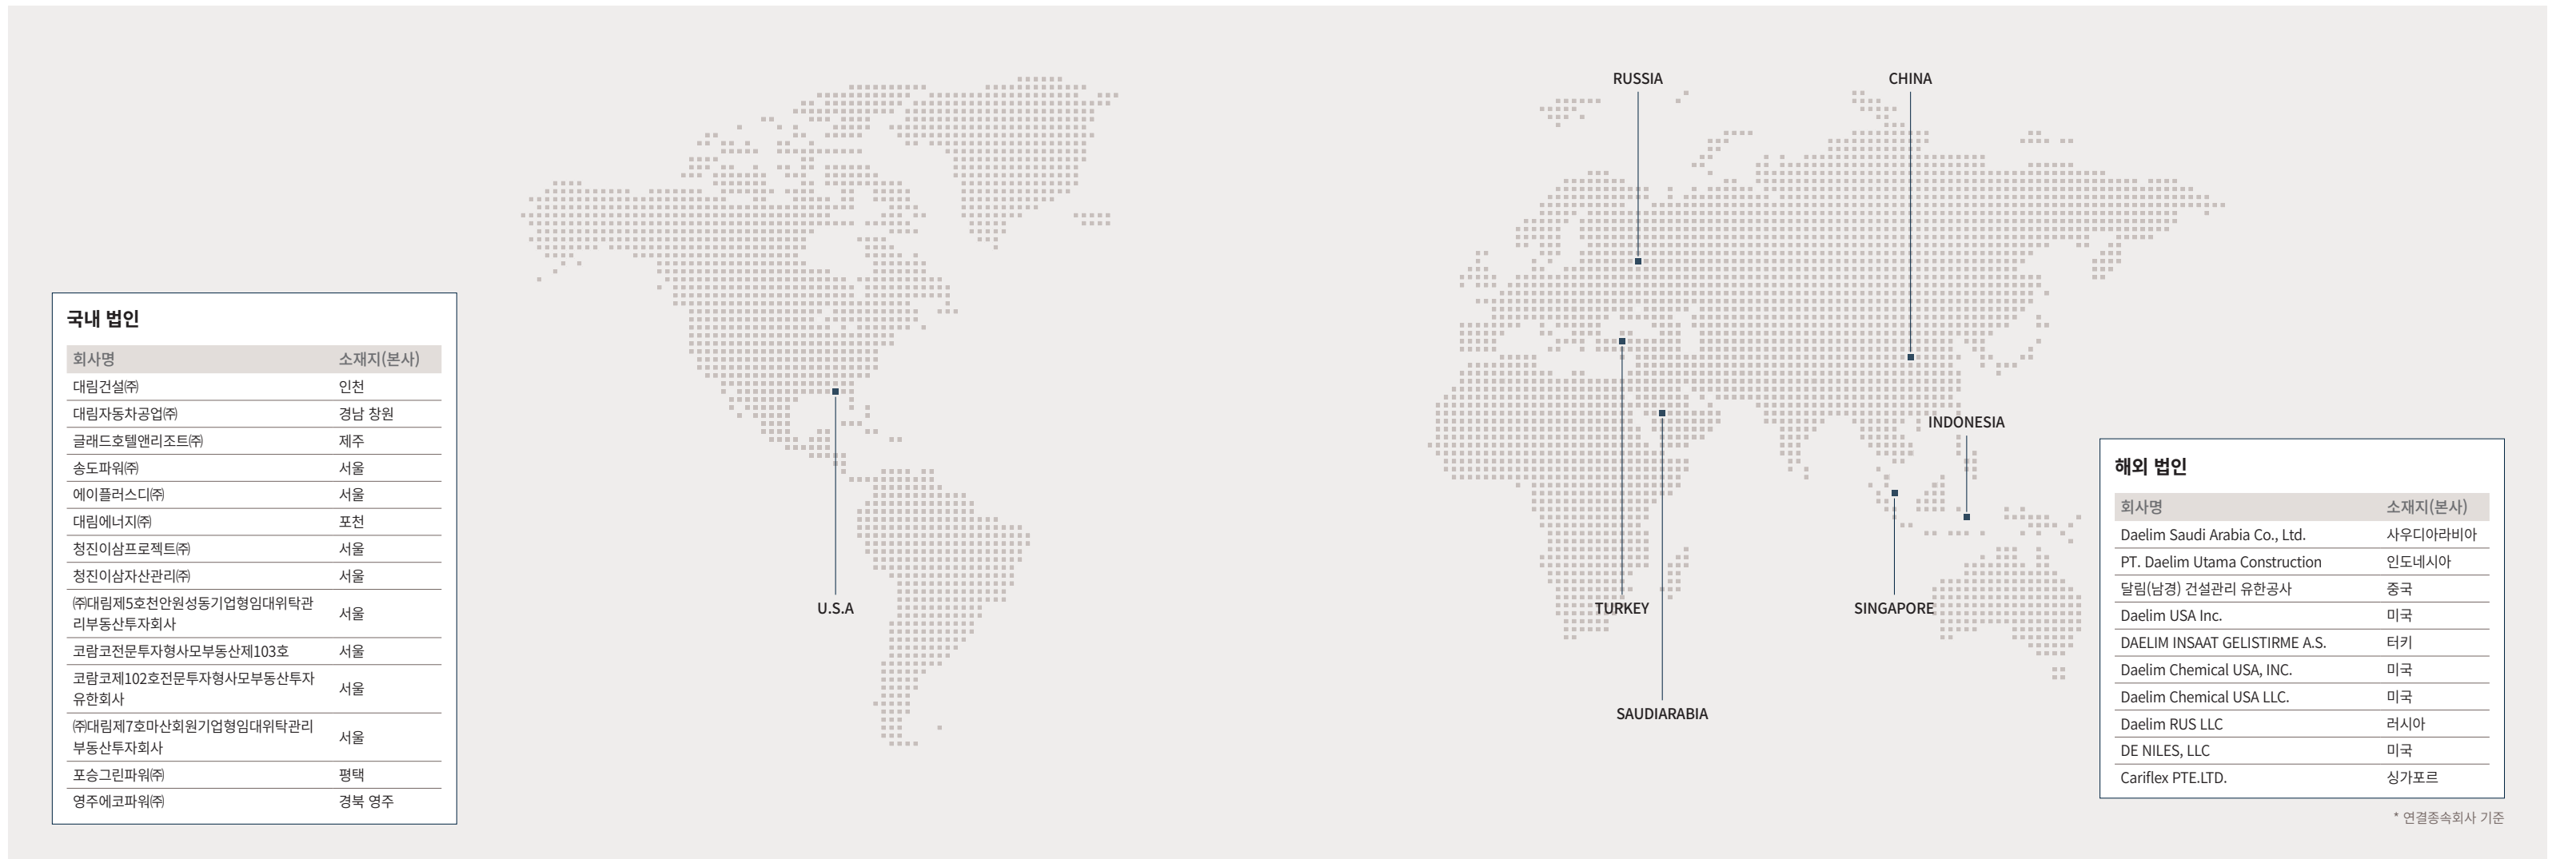 RUSSIA
CHINA
INDONESIA
U.S.A
TURKEY
SINGAPORE
SAUDIARABIA
국내 법인
회사명 소재지(본사)
대림건설㈜ 인천
대림자동차공업㈜ 경남 창원
글래드호텔앤리조트㈜ 제주
송도파워㈜ 서울
에이플러스디㈜ 서울
대림에너지㈜ 포천
청진이삼프로젝트㈜ 서울
청진이삼자산관리㈜ 서울
㈜대림제5호천안원성동기업형임대위탁관
리부동산투자회사 서울
코람코전문투자형사모부동산제103호 서울
코람코제102호전문투자형사모부동산투자
유한회사 서울
㈜대림제7호마산회원기업형임대위탁관리
부동산투자회사 서울
포승그린파워㈜ 평택
영주에코파워㈜ 경북 영주
해외 법인
회사명 소재지(본사)
Daelim Saudi Arabia Co., Ltd. 사우디아라비아
PT. Daelim Utama Construction 인도네시아
달림(남경) 건설관리 유한공사 중국
Daelim USA Inc. 미국
DAELIM INSAAT GELISTIRME A.S. 터키
Daelim Chemical USA, INC. 미국
Daelim Chemical USA LLC. 미국
Daelim RUS LLC 러시아
DE NILES, LLC 미국
Cariflex PTE.LTD. 싱가포르
* 연결종속회사 기준